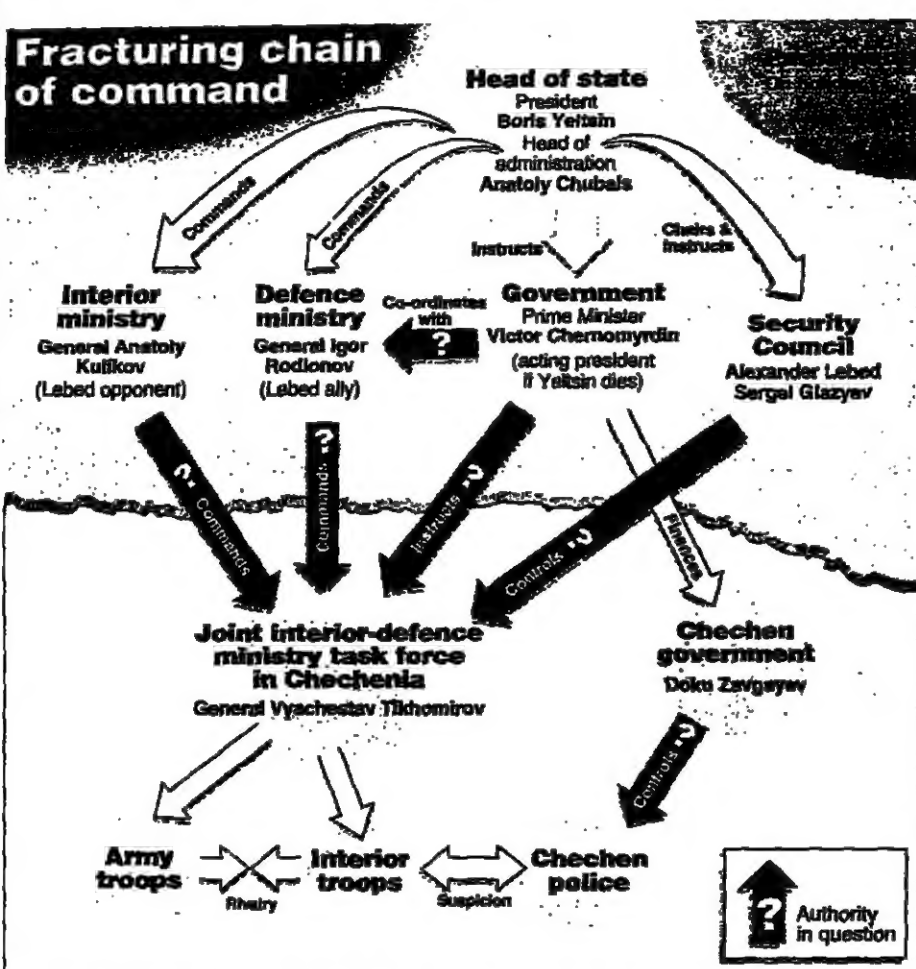 Fracturing chain
of command
Head of state
President
Boris Yeltsin
Head of
administration
Anatoly Chubais
Commands
Commands
Instructs
Chairs &
instructs
Interior
ministry
General Anatoly
Kulikov
(Lebed opponent)
Defence
ministry
General Igor
Rodionov
(Lebed ally)
Co-ordinates
with
?
Government
Prime Minister
Victor Chernomyrdin
(acting president
if Yeltsin dies)
Security
Council
Alexander Lebed
Sergei Glazyev
? Commands
Commands ?
Instructs ?
Controls ?
Finances
Joint interior-defence
ministry task force
in Chechenia
General Vyacheslav Tikhomirov
Chechen
government
Doku Zavgayev
Controls ?
Army
troops
Rivalry
Interior
troops
Suspicion
Chechen
police
?
Authority
in question